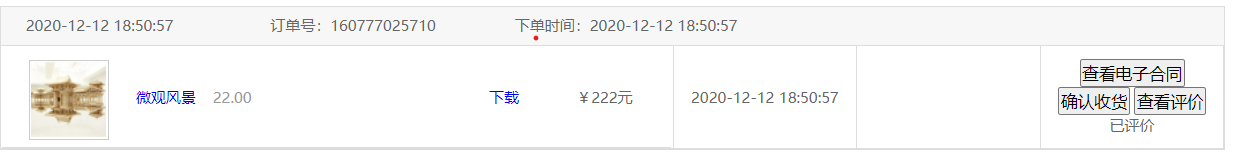 2020-12-12 18:50:57 订单号：160777025710 下单时间：2020-12-12 18:50:57
微观风景 22.00 下载 ￥222元 2020-12-12 18:50:57
查看电子合同
确认收货 查看评价
已评价